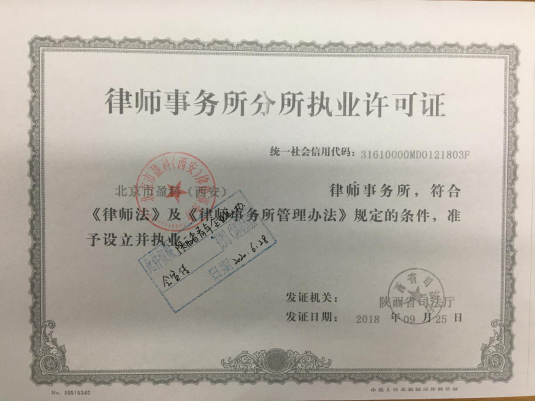 律师事务所分所执业许可证
统一社会信用代码：31610000MD0121803F
北京市盈科（西安） 律师事务所，符合
《律师法》及《律师事务所管理办法》规定的条件，准
予设立并执业
日期 6.28
发证机关： 陕西省司法厅
发证日期： 2018 年 09 月 25 日